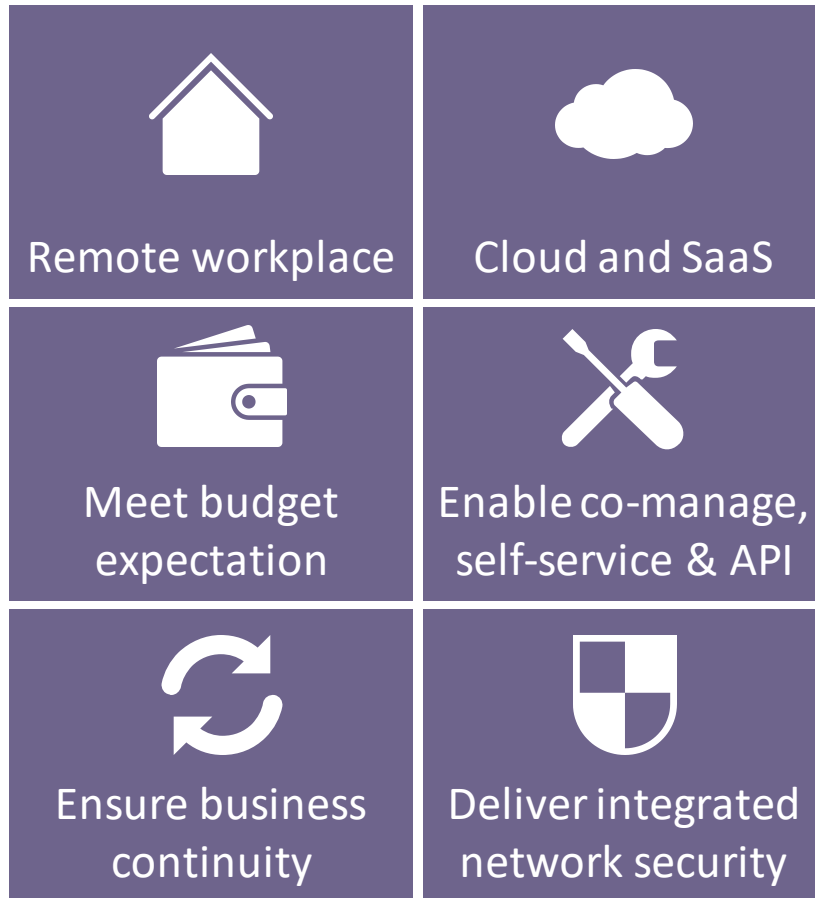 Remote workplace
Cloud and SaaS
Meet budget
expectation
Enable co-manage,
self-service & API
Ensure business
continuity
Deliver integrated
network security